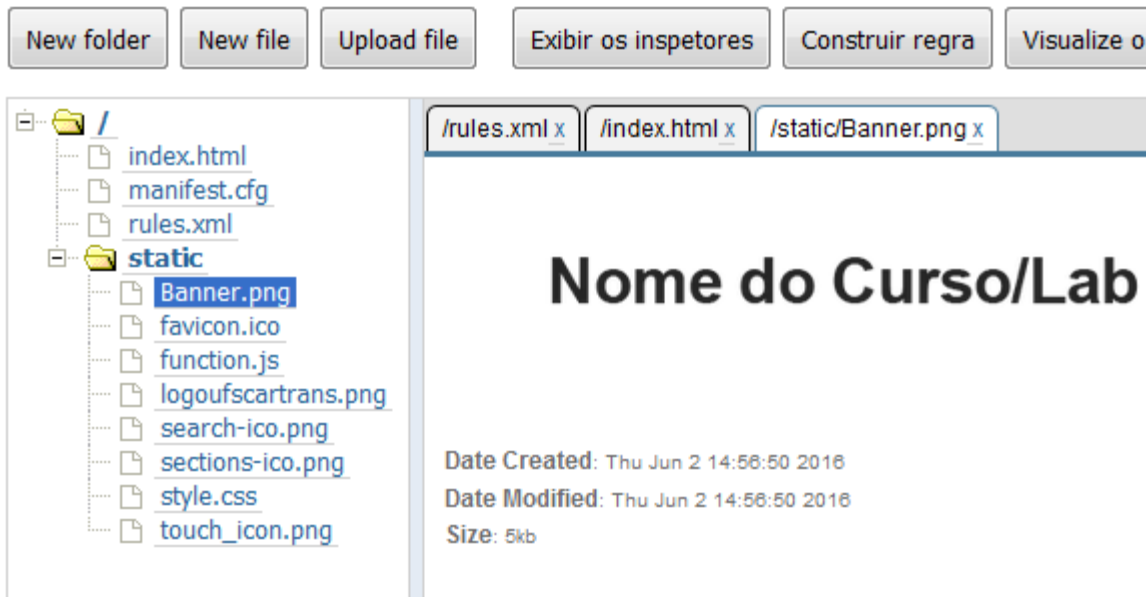 New folder New file Upload file Exibir os inspetores Construir regra Visualize o
/
index.html
manifest.cfg
rules.xml
static
Banner.png
favicon.ico
function.js
logoufscartrans.png
search-ico.png
sections-ico.png
style.css
touch_icon.png
/rules.xml x /index.html x /static/Banner.png x
Nome do Curso/Lab
Date Created: Thu Jun 2 14:56:50 2016
Date Modified: Thu Jun 2 14:56:50 2016
Size: 5kb